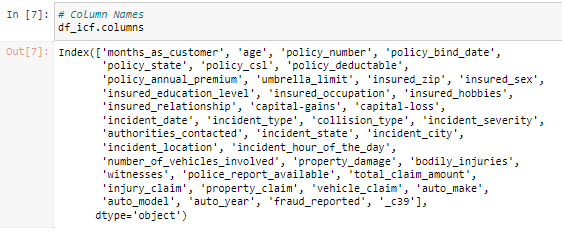 In [7]: # Column Names
df_icf.columns
Out[7]: Index(['months_as_customer', 'age', 'policy_number', 'policy_bind_date',
'policy_state', 'policy_csl', 'policy_deductable',
'policy_annual_premium', 'umbrella_limit', 'insured_zip', 'insured_sex',
'insured_education_level', 'insured_occupation', 'insured_hobbies',
'insured_relationship', 'capital-gains', 'capital-loss',
'incident_date', 'incident_type', 'collision_type', 'incident_severity',
'authorities_contacted', 'incident_state', 'incident_city',
'incident_location', 'incident_hour_of_the_day',
'number_of_vehicles_involved', 'property_damage', 'bodily_injuries',
'witnesses', 'police_report_available', 'total_claim_amount',
'injury_claim', 'property_claim', 'vehicle_claim', 'auto_make',
'auto_model', 'auto_year', 'fraud_reported', '_c39'],
dtype='object')